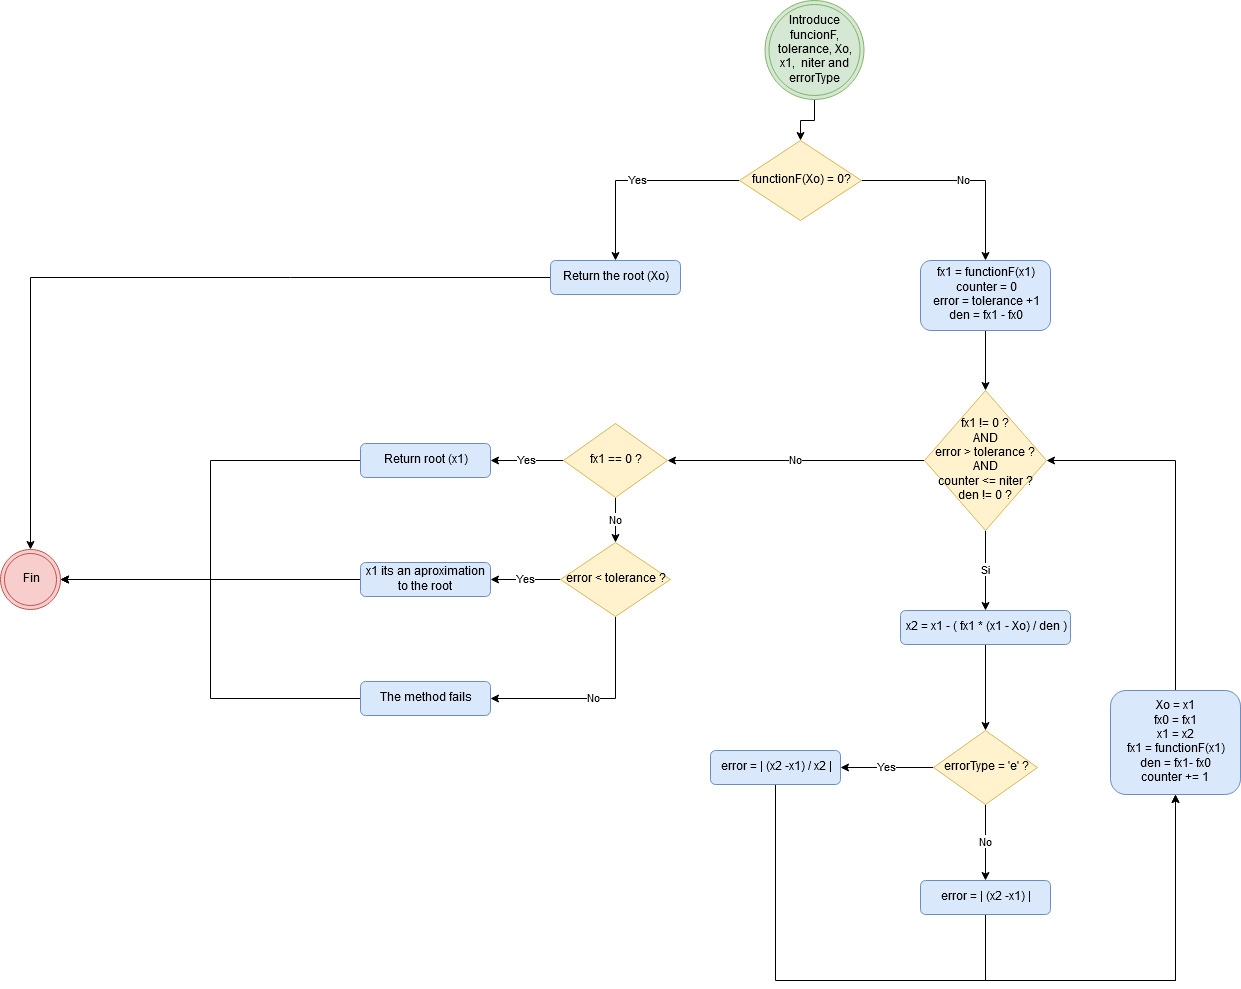 Introduce
funcionF,
tolerance, Xo,
x1, niter and
errorType
functionF(Xo) = 0?
Yes
No
Return the root (Xo)
fx1 = functionF(x1)
counter = 0
error = tolerance +1
den = fx1 - fx0
fx1 != 0 ?
AND
error > tolerance ?
AND
counter <= niter ?
den != 0 ?
No
fx1 == 0 ?
Yes
Return root (x1)
No
Si
error < tolerance ?
Yes
x1 its an aproximation
to the root
Fin
x2 = x1 - ( fx1 * (x1 - Xo) / den )
No
The method fails
Xo = x1
fx0 = fx1
x1 = x2
fx1 = functionF(x1)
den = fx1- fx0
counter += 1
errorType = 'e' ?
Yes
error = | (x2 -x1) / x2 |
No
error = | (x2 -x1) |